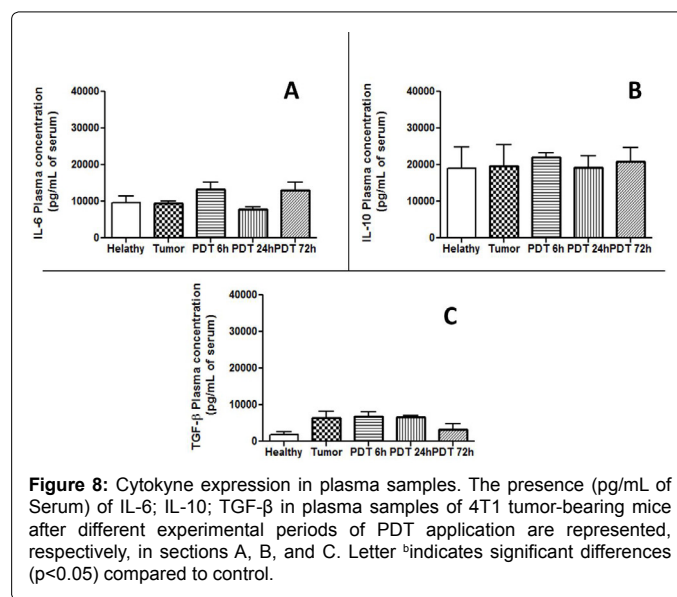 A
IL-6 Plasma concentration
(pg/mL of serum)
40000
30000
20000
10000
0
Helathy Tumor PDT 6h PDT 24h PDT 72h
B
IL-10 Plasma concentration
(pg/mL of serum)
40000
30000
20000
10000
0
Helathy Tumor PDT 6h PDT 24h PDT 72h
C
TGF-β Plasma concentration
(pg/mL of serum)
40000
30000
20000
10000
0
Healthy Tumor PDT 6h PDT 24h PDT 72h
Figure 8: Cytokyne expression in plasma samples. The presence (pg/mL of
Serum) of IL-6; IL-10; TGF-β in plasma samples of 4T1 tumor-bearing mice
after different experimental periods of PDT application are represented,
respectively, in sections A, B, and C. Letter ᵇindicates significant differences
(p<0.05) compared to control.